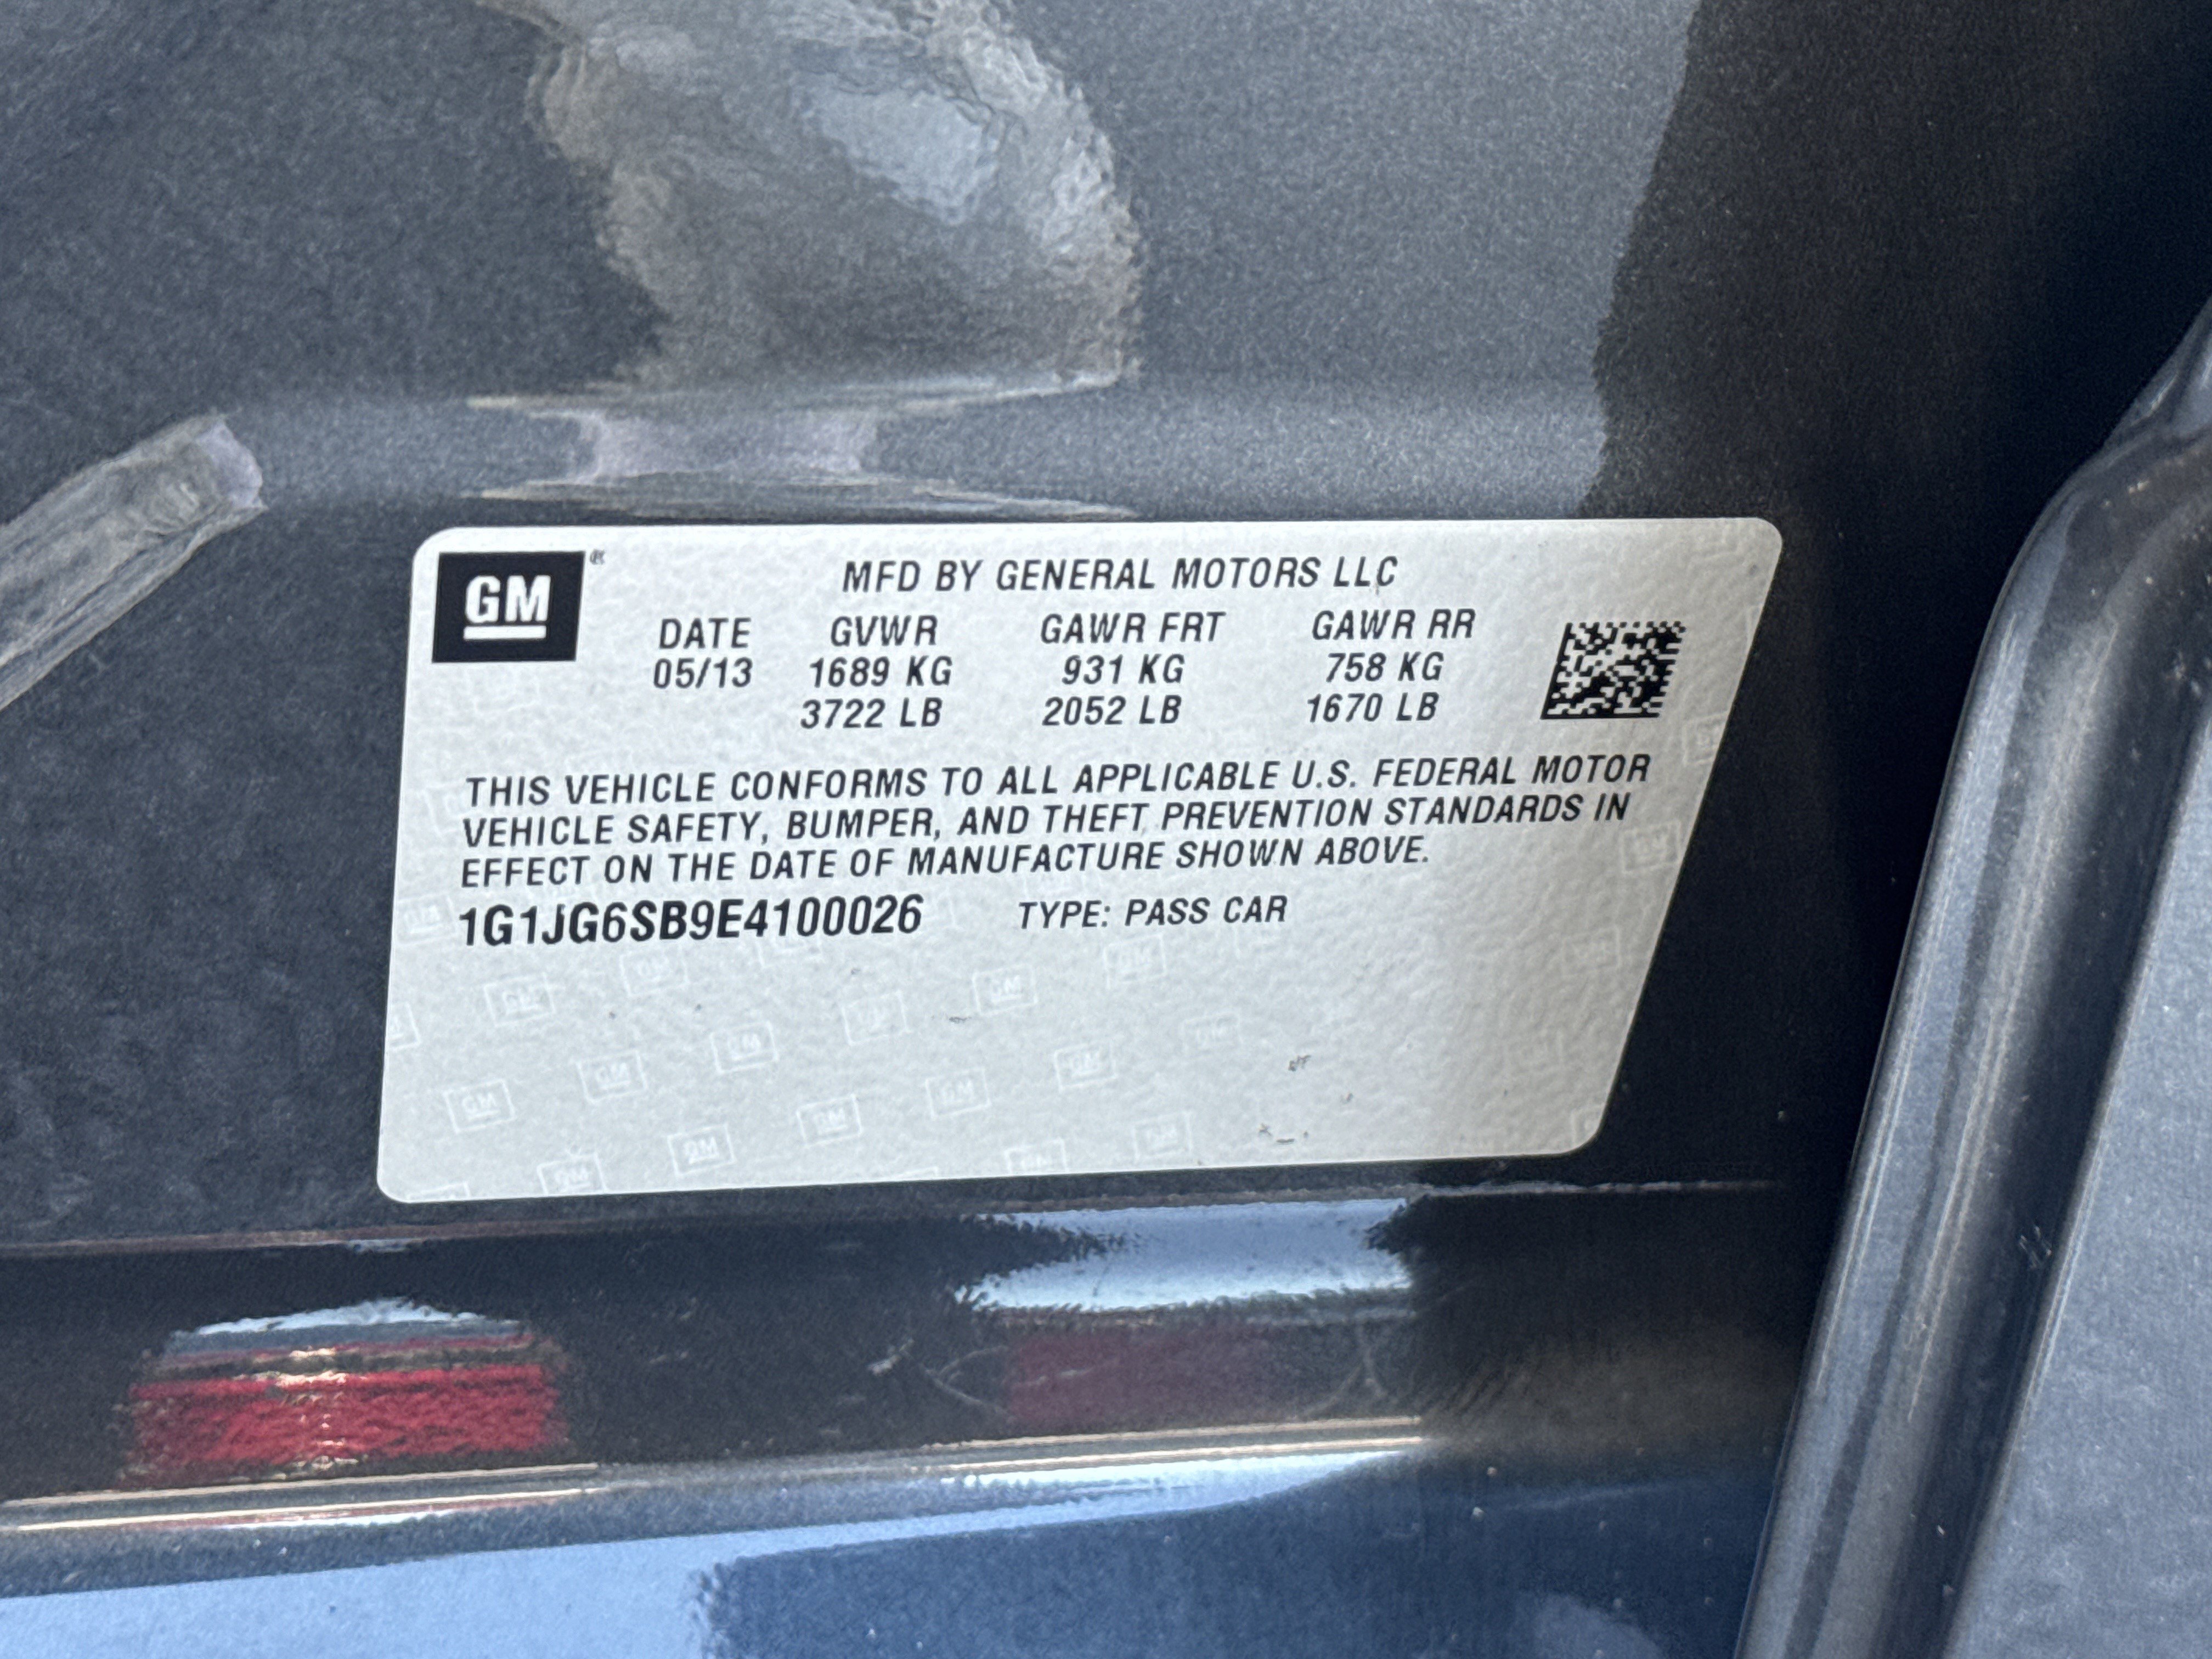 GM
MFD BY GENERAL MOTORS LLC
DATE GVWR GAWR FRT GAWR RR
05/13 1689 KG 931 KG 758 KG
3722 LB 2052 LB 1670 LB
THIS VEHICLE CONFORMS TO ALL APPLICABLE U.S. FEDERAL MOTOR
VEHICLE SAFETY, BUMPER, AND THEFT PREVENTION STANDARDS IN
EFFECT ON THE DATE OF MANUFACTURE SHOWN ABOVE.
1G1JG6SB9E4100026 TYPE: PASS CAR